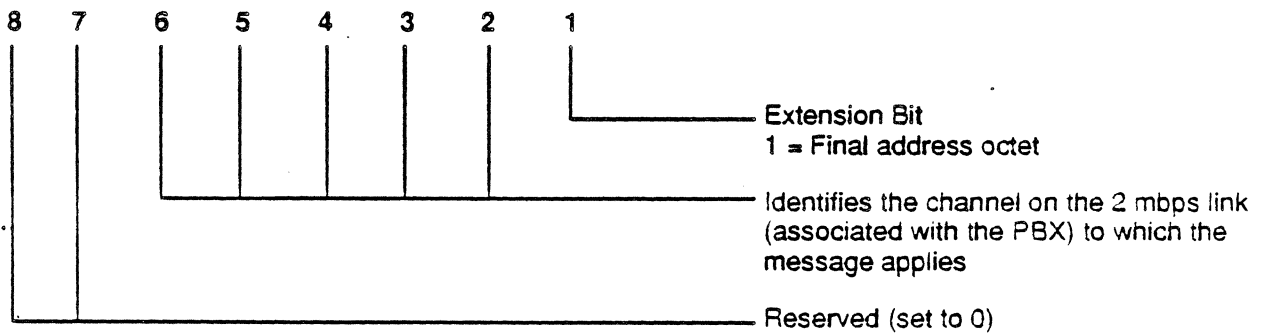 8 7 6 5 4 3 2 1
Extension Bit
1 = Final address octet
Identifies the channel on the 2 mbps link
(associated with the PBX) to which the
message applies
Reserved (set to 0)